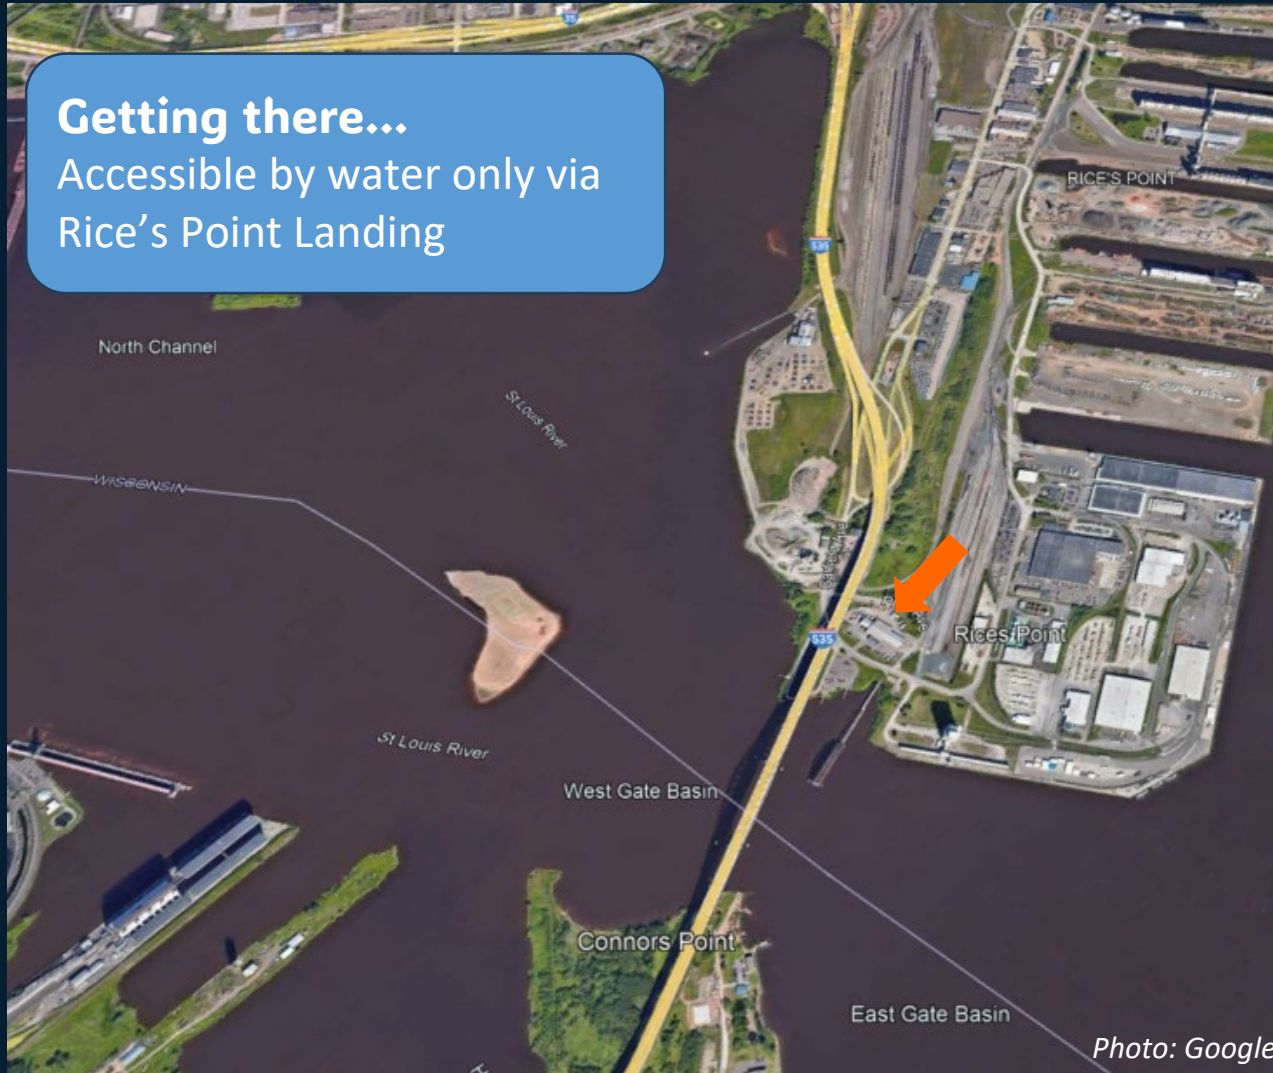 35
Getting there...
Accessible by water only via
Rice's Point Landing
RICE'S POINT
535
North Channel
St Louis River
WISCONSIN
Rices Point
535
St Louis River
West Gate Basin
Connors Point
East Gate Basin
Photo: Google